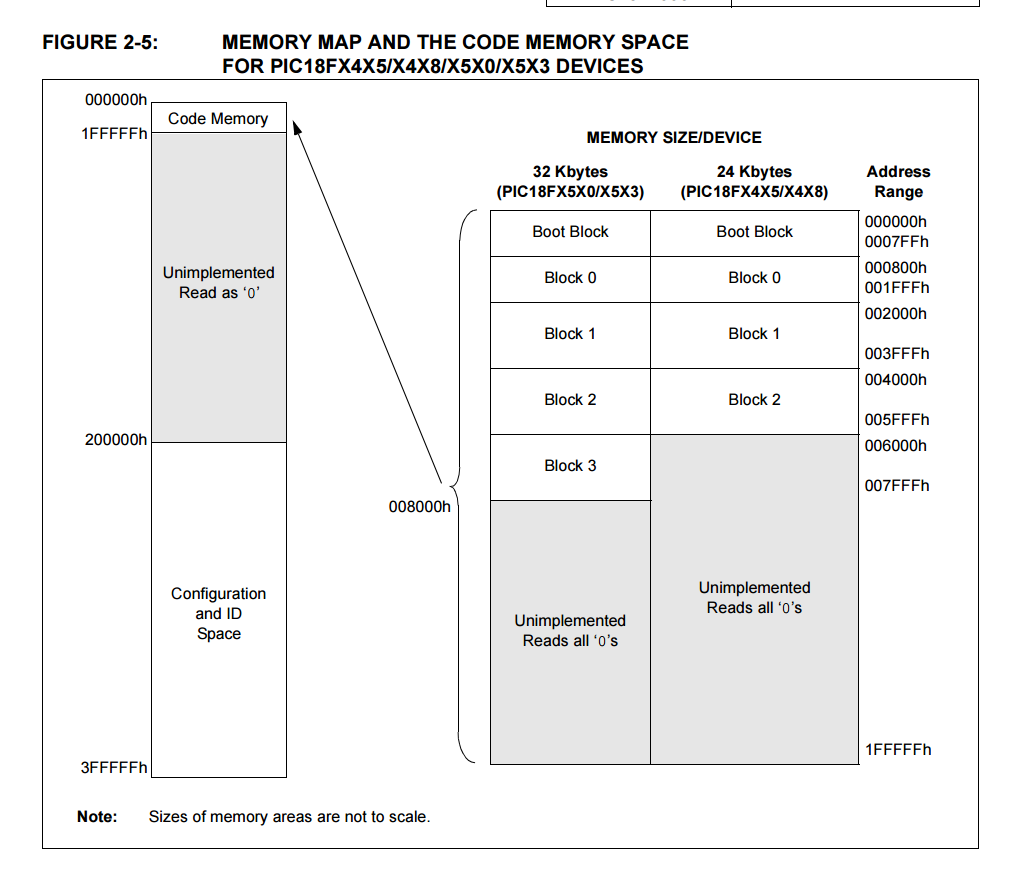 FIGURE 2-5: MEMORY MAP AND THE CODE MEMORY SPACE
FOR PIC18FX4X5/X4X8/X5X0/X5X3 DEVICES
000000h
Code Memory
1FFFFFh
Unimplemented
Read as ‘0’
200000h
Configuration
and ID
Space
3FFFFFh
008000h
MEMORY SIZE/DEVICE
32 Kbytes
(PIC18FX5X0/X5X3)
24 Kbytes
(PIC18FX4X5/X4X8)
Address
Range
Boot Block
Boot Block
000000h
0007FFh
Block 0
Block 0
000800h
001FFFh
Block 1
Block 1
002000h
003FFFh
Block 2
Block 2
004000h
005FFFh
Block 3
006000h
007FFFh
Unimplemented
Reads all ‘0’s
Unimplemented
Reads all ‘0’s
1FFFFFh
Note: Sizes of memory areas are not to scale.